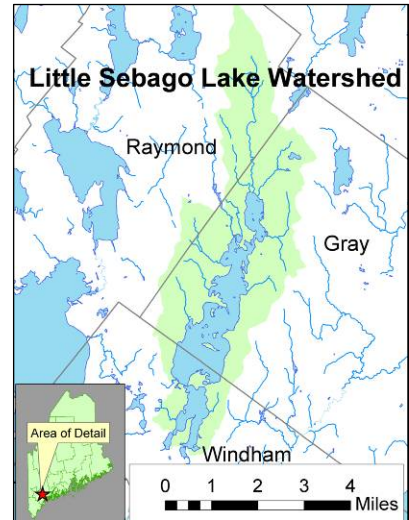 Little Sebago Lake Watershed
Raymond
Gray
Windham
Area of Detail
0 1 2 3 4
Miles